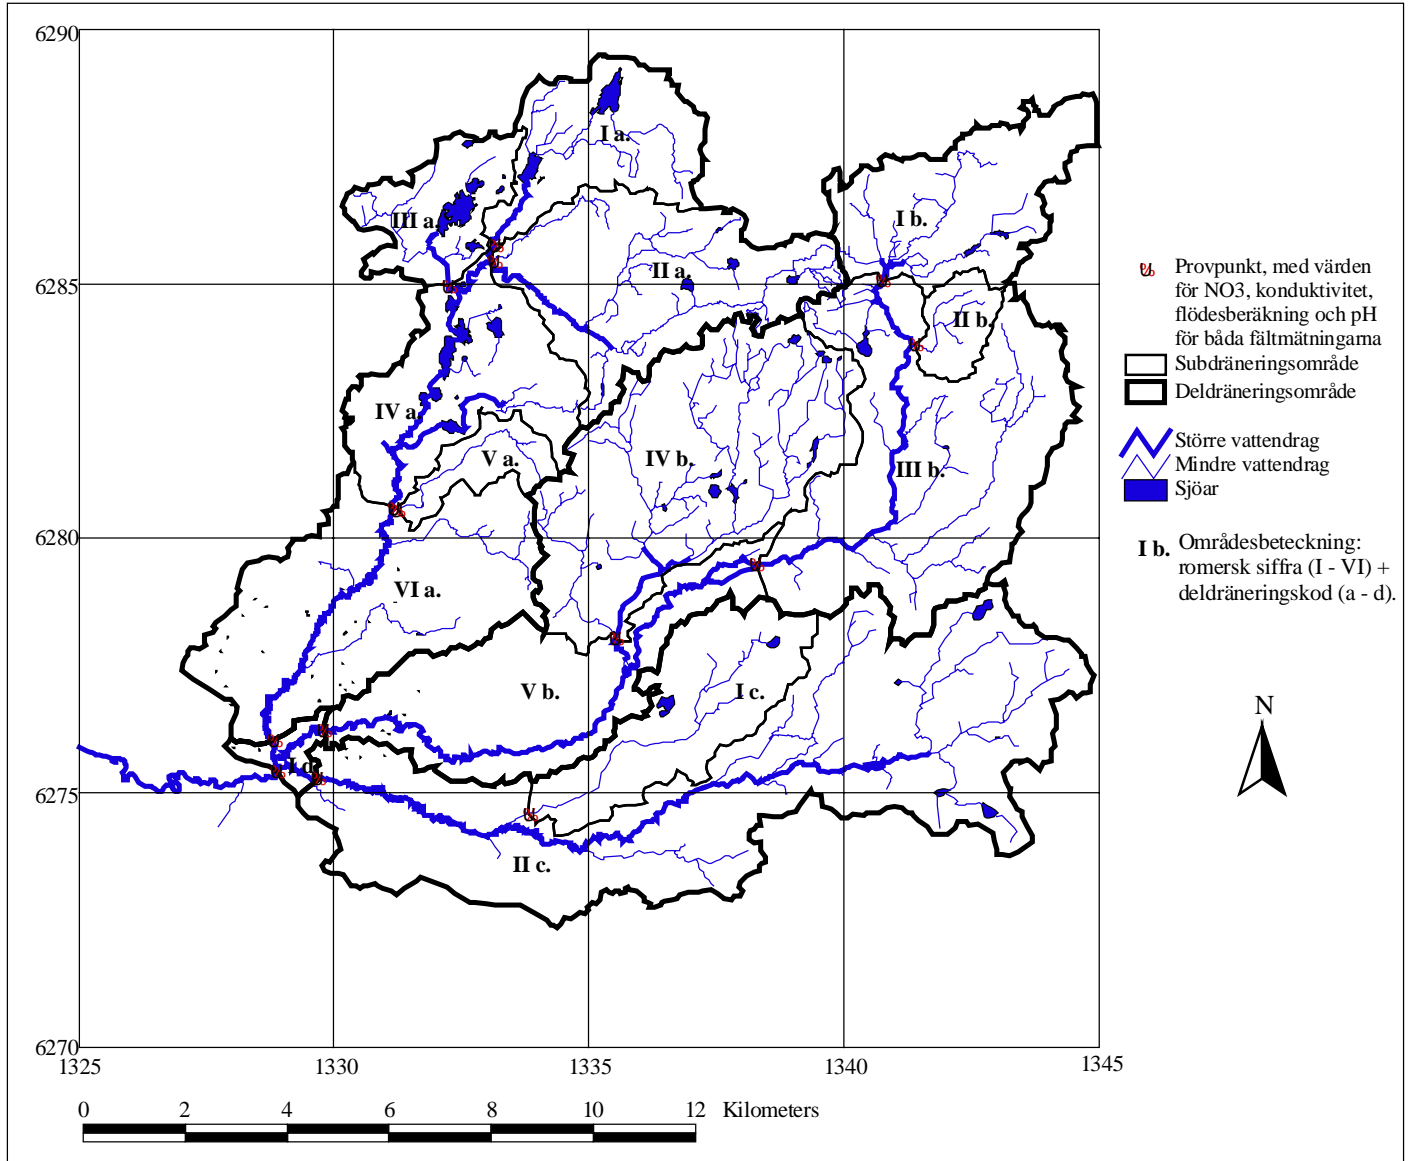 6290
I a.
III a.
I b.
II a.
6285
II b.
IV a
V a.
IV b.
III b.
6280
VI a.
V b.
I c.
I d
6275
II c.
6270
1325
1330
1335
1340
1345
0
2
4
6
8
10
12
Kilometers
Provpunkt, med värden
för NO3, konduktivitet,
flödesberäkning och pH
för båda fältmätningarna
Subdräneringsområde
Deldräneringsområde
Större vattendrag
Mindre vattendrag
Sjöar
I b. Områdesbeteckning:
romersk siffra (I - VI) +
deldräneringskod (a - d).
N